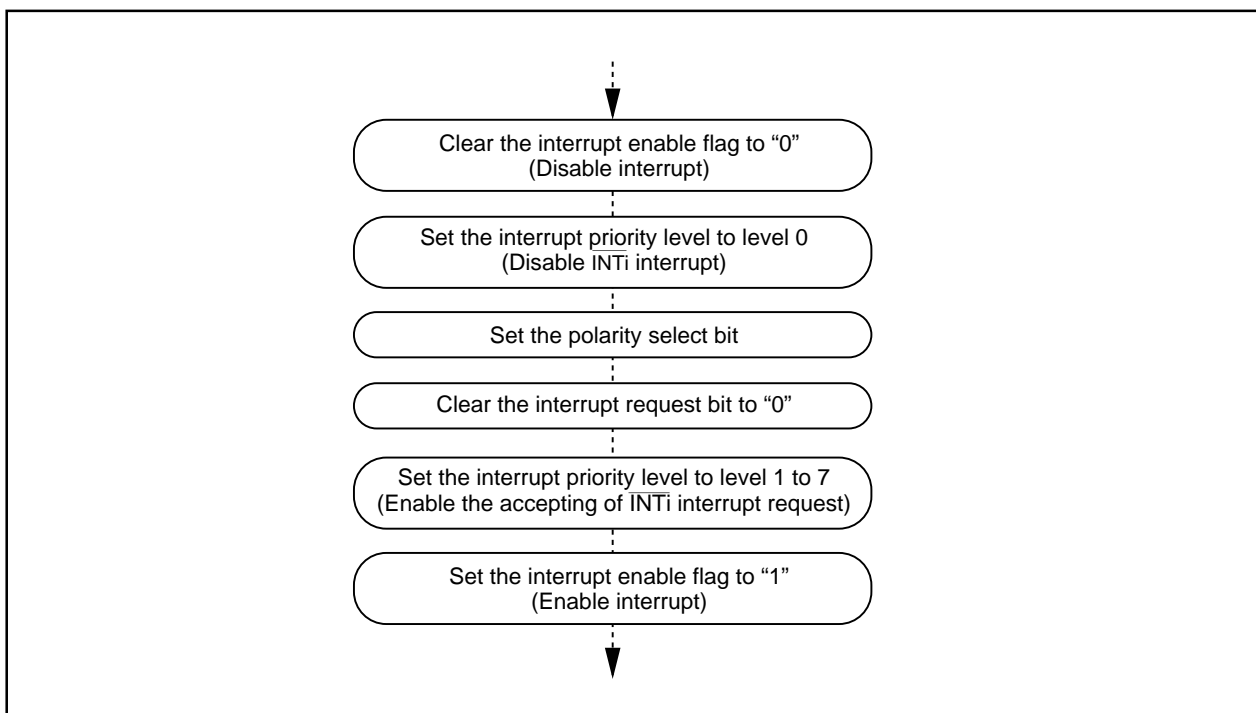 Clear the interrupt enable flag to “0”
(Disable interrupt)
Set the interrupt priority level to level 0
(Disable I̅N̅T̅i̅ interrupt)
Set the polarity select bit
Clear the interrupt request bit to “0”
Set the interrupt priority level to level 1 to 7
(Enable the accepting of I̅N̅T̅i̅ interrupt request)
Set the interrupt enable flag to “1”
(Enable interrupt)